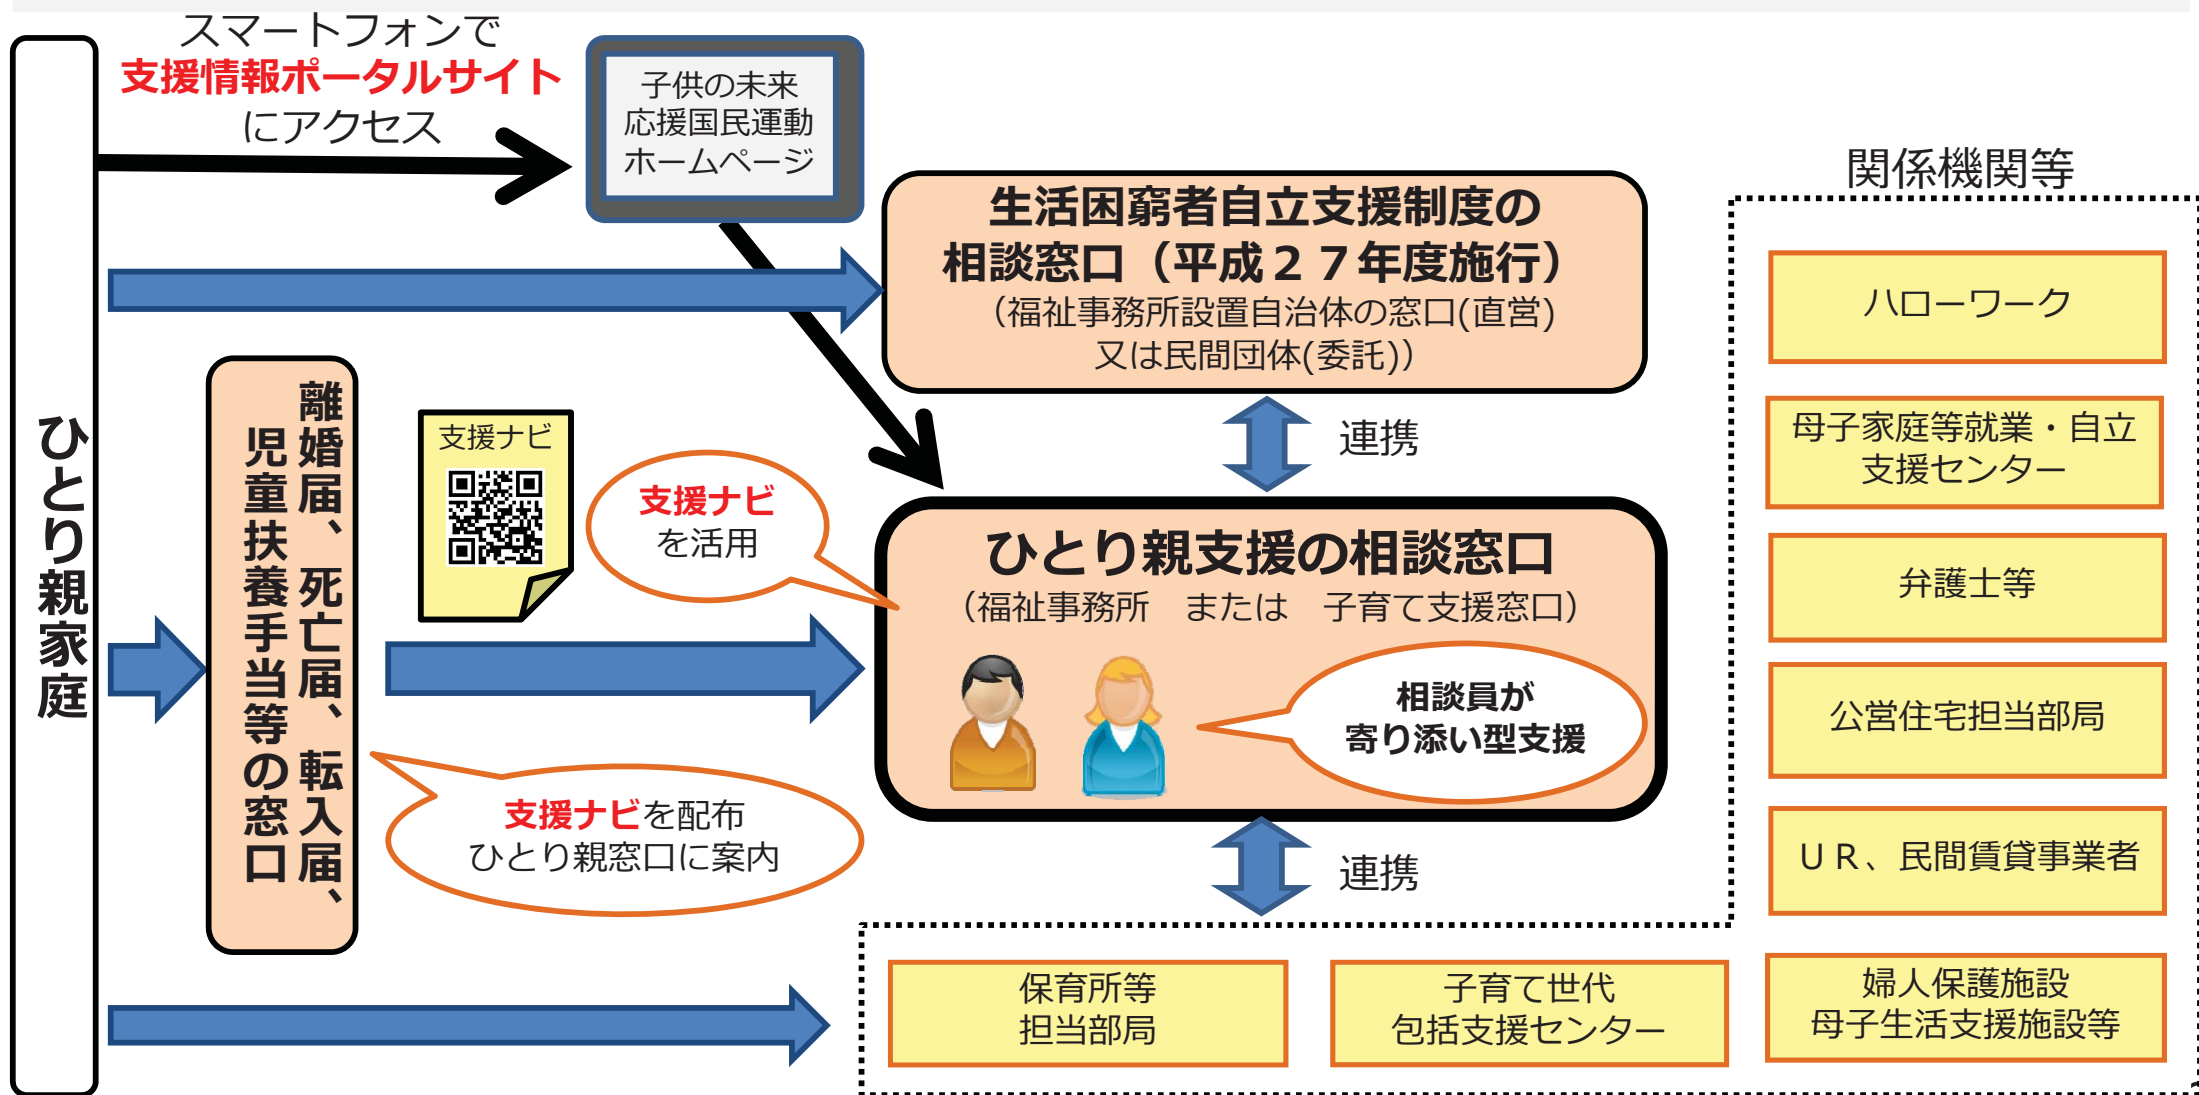 スマートフォンで
支援情報ポータルサイト
にアクセス
子供の未来
応援国民運動
ホームページ
ひとり親家庭
生活困窮者自立支援制度の
相談窓口（平成２７年度施行）
（福祉事務所設置自治体の窓口(直営)
又は民間団体(委託)）
連携
離婚届、死亡届、転入届、
児童扶養手当等の窓口
支援ナビ
支援ナビ
を活用
支援ナビを配布
ひとり親窓口に案内
ひとり親支援の相談窓口
（福祉事務所　または　子育て支援窓口）
相談員が
寄り添い型支援
連携
関係機関等
ハローワーク
母子家庭等就業・自立
支援センター
弁護士等
公営住宅担当部局
ＵＲ、民間賃貸事業者
保育所等
担当部局
子育て世代
包括支援センター
婦人保護施設
母子生活支援施設等